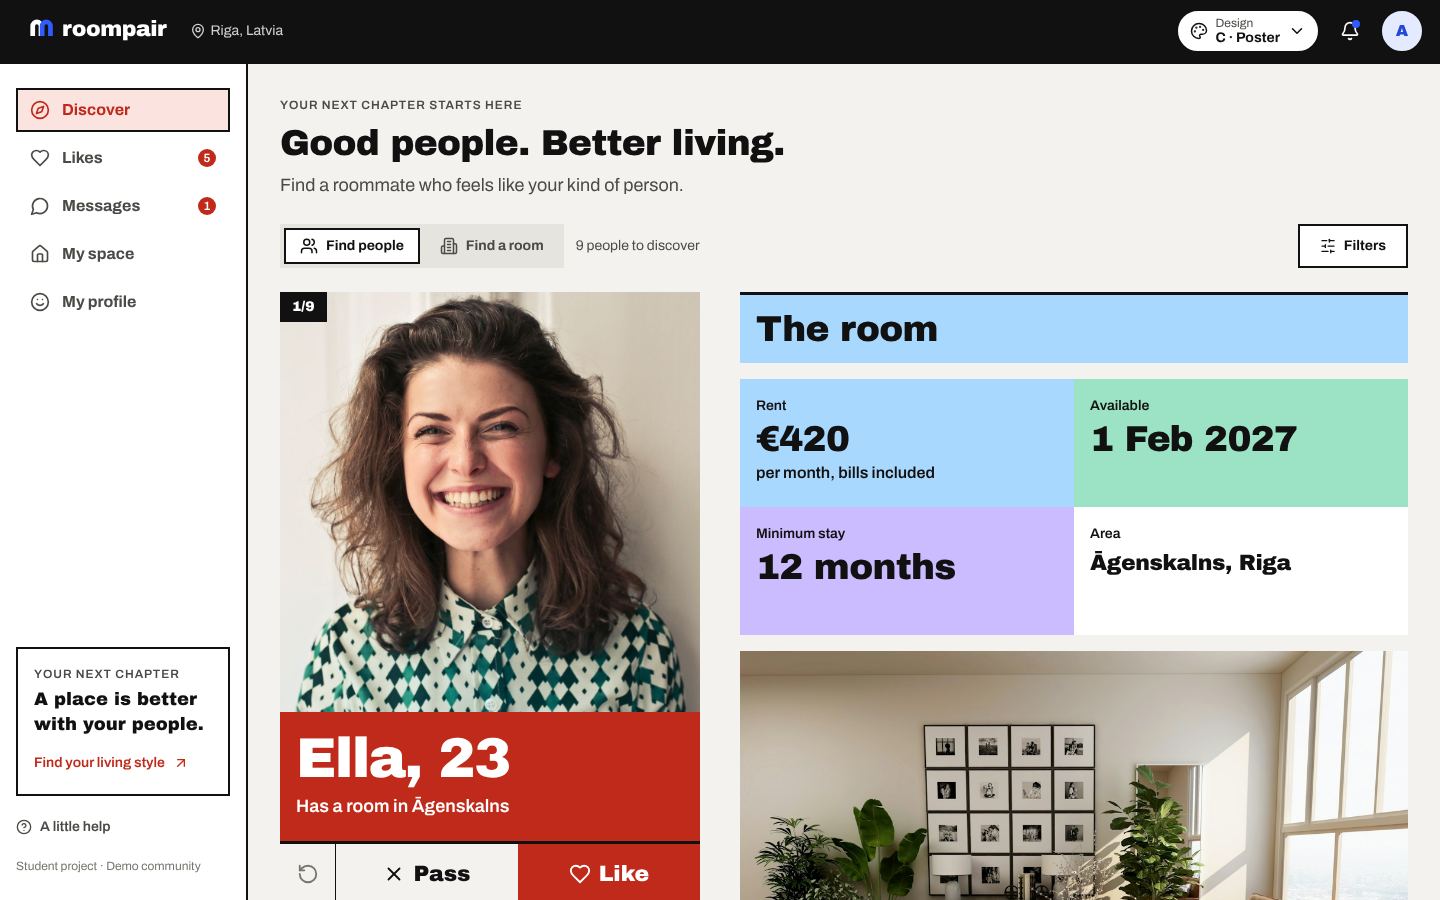 roompair
Riga, Latvia
Design
C · Poster
A
Discover
Likes
5
Messages
1
My space
My profile
YOUR NEXT CHAPTER
A place is better
with your people.
Find your living style
A little help
Student project · Demo community
YOUR NEXT CHAPTER STARTS HERE
Good people. Better living.
Find a roommate who feels like your kind of person.
Find people
Find a room
9 people to discover
Filters
1/9
Ella, 23
Has a room in Āgenskalns
Pass
Like
The room
Rent
€420
per month, bills included
Available
1 Feb 2027
Minimum stay
12 months
Area
Āgenskalns, Riga